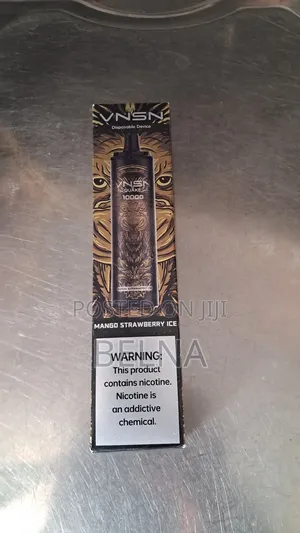 VNSN
Disposable Device
VNSN
QUAKE
10000
POSTED ON JIJI
MANGO STRAWBERRY ICE
BELNA
WARNING:
This product
contains nicotine.
Nicotine is
an addictive
chemical.